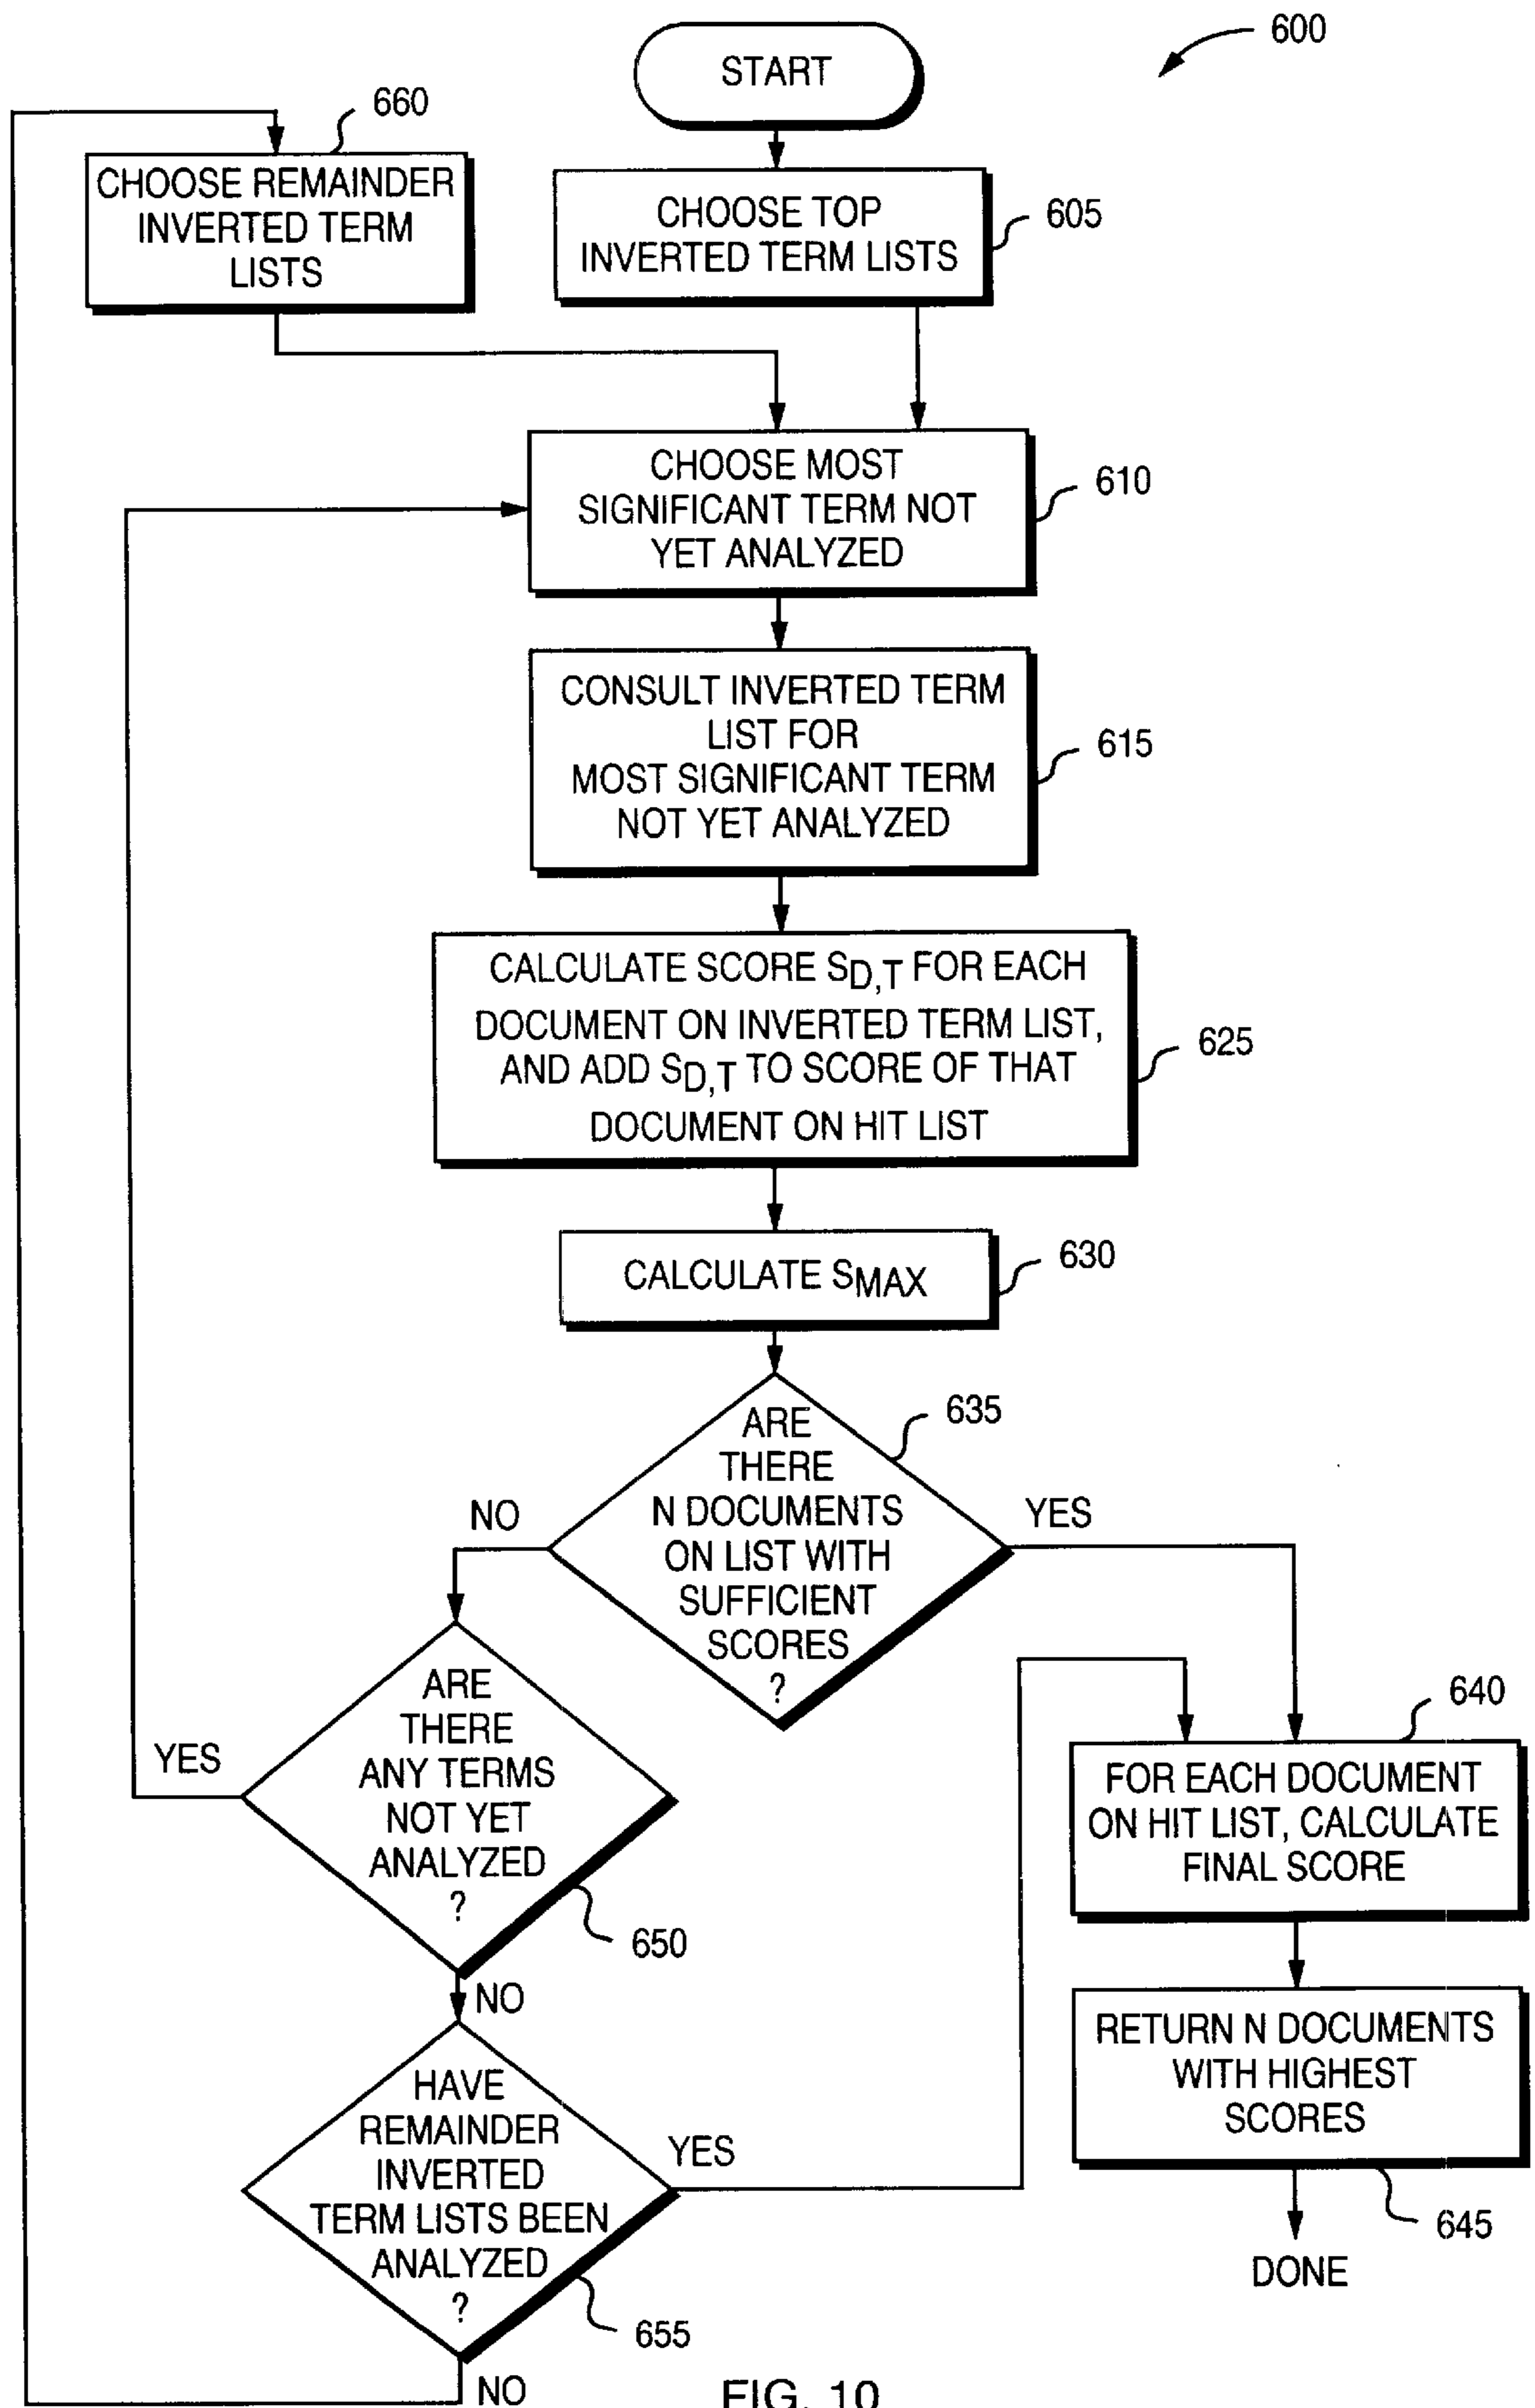 600
START
660
CHOOSE REMAINDER
INVERTED TERM
LISTS
CHOOSE TOP
INVERTED TERM LISTS
605
CHOOSE MOST
SIGNIFICANT TERM NOT
YET ANALYZED
610
CONSULT INVERTED TERM
LIST FOR
MOST SIGNIFICANT TERM
NOT YET ANALYZED
615
CALCULATE SCORE SD,T FOR EACH
DOCUMENT ON INVERTED TERM LIST,
AND ADD SD,T TO SCORE OF THAT
DOCUMENT ON HIT LIST
625
CALCULATE SMAX
630
ARE
THERE
N DOCUMENTS
ON LIST WITH
SUFFICIENT
SCORES
?
635
NO
YES
ARE
THERE
ANY TERMS
NOT YET
ANALYZED
?
650
YES
NO
640
FOR EACH DOCUMENT
ON HIT LIST, CALCULATE
FINAL SCORE
RETURN N DOCUMENTS
WITH HIGHEST
SCORES
645
DONE
HAVE
REMAINDER
INVERTED
TERM LISTS BEEN
ANALYZED
?
655
YES
NO
FIG. 10